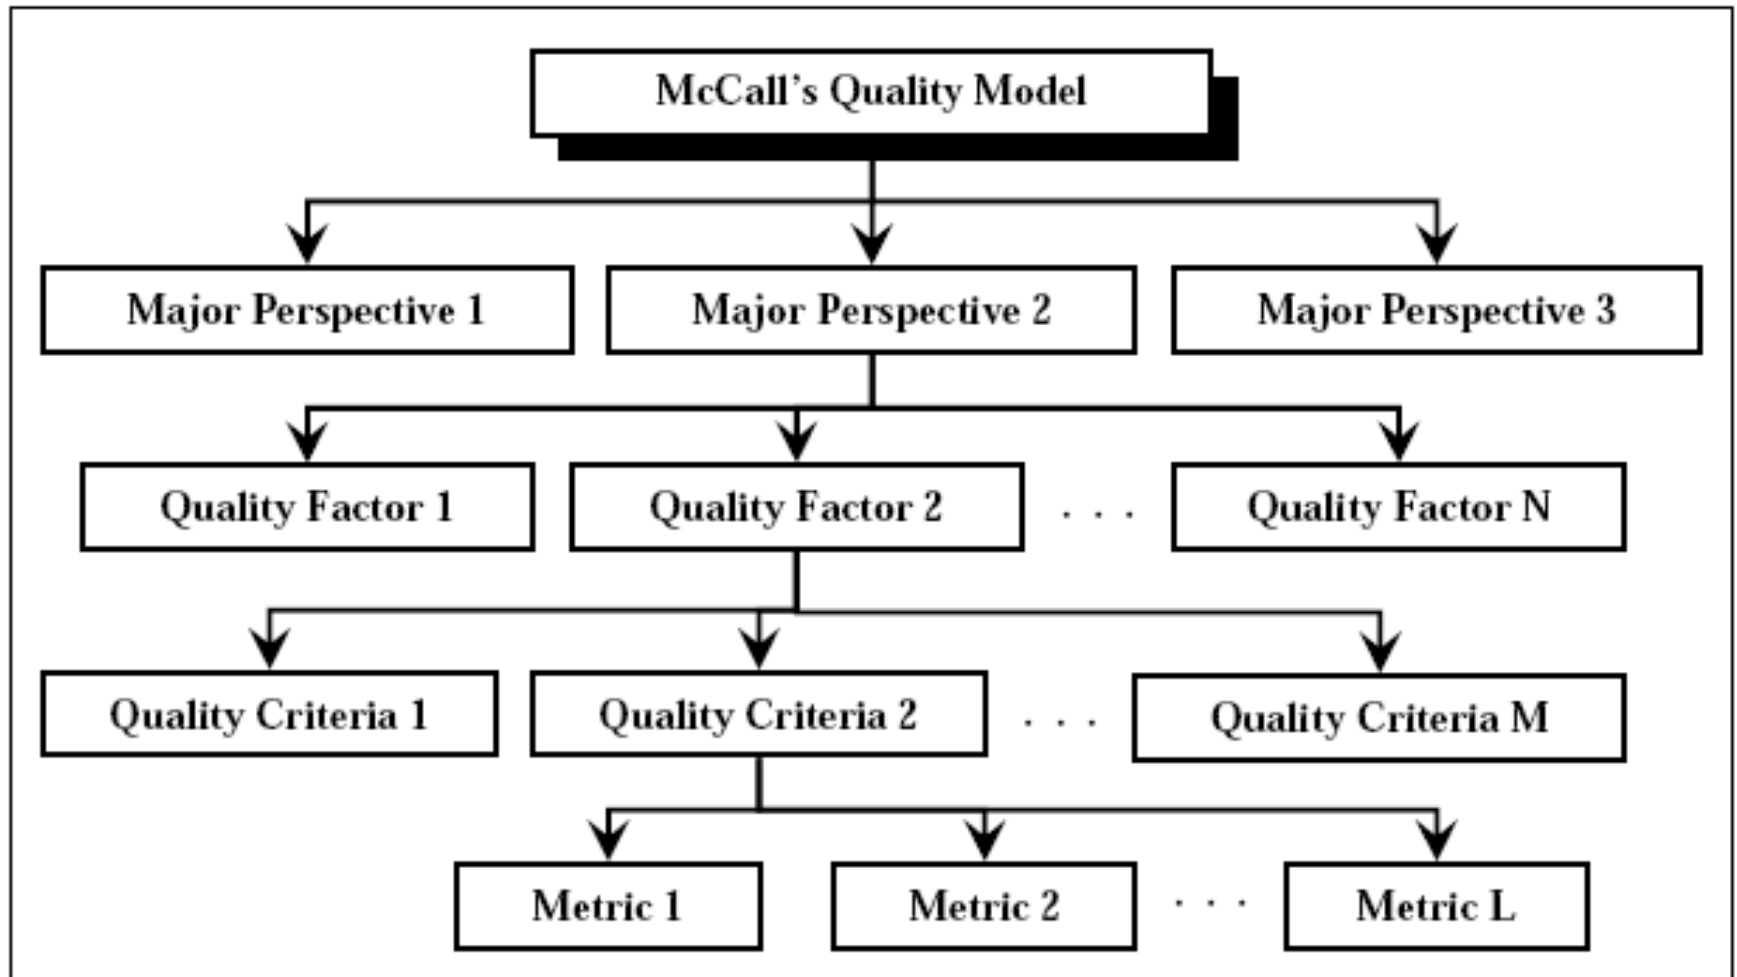 McCall's Quality Model
Major Perspective 1 Major Perspective 2 Major Perspective 3
Quality Factor 1 Quality Factor 2 . . . Quality Factor N
Quality Criteria 1 Quality Criteria 2 . . . Quality Criteria M
Metric 1 Metric 2 . . . Metric L